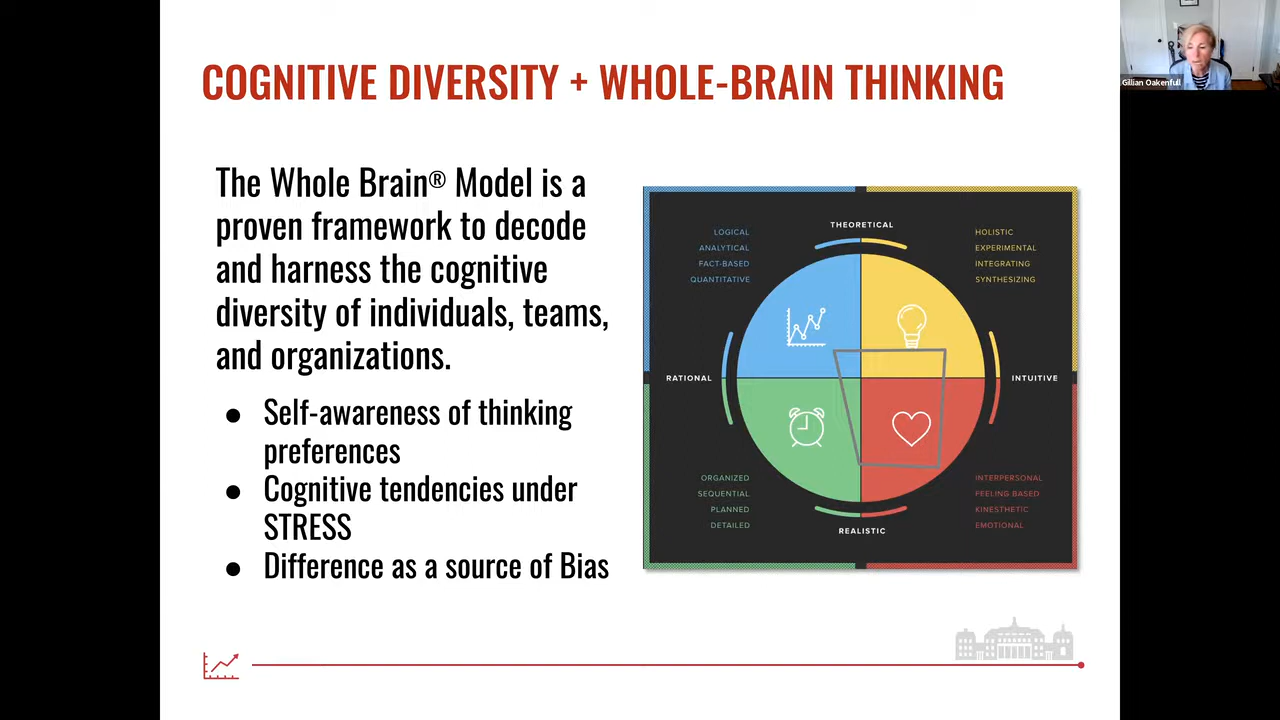 COGNITIVE DIVERSITY + WHOLE-BRAIN THINKING
Gillian Oakenfull
The Whole Brain® Model is a
proven framework to decode
and harness the cognitive
diversity of individuals, teams,
and organizations.
● Self-awareness of thinking
preferences
● Cognitive tendencies under
STRESS
● Difference as a source of Bias
THEORETICAL
LOGICAL
ANALYTICAL
FACT-BASED
QUANTITATIVE
HOLISTIC
EXPERIMENTAL
INTEGRATING
SYNTHESIZING
RATIONAL
INTUITIVE
ORGANIZED
SEQUENTIAL
PLANNED
DETAILED
INTERPERSONAL
FEELING BASED
KINESTHETIC
EMOTIONAL
REALISTIC